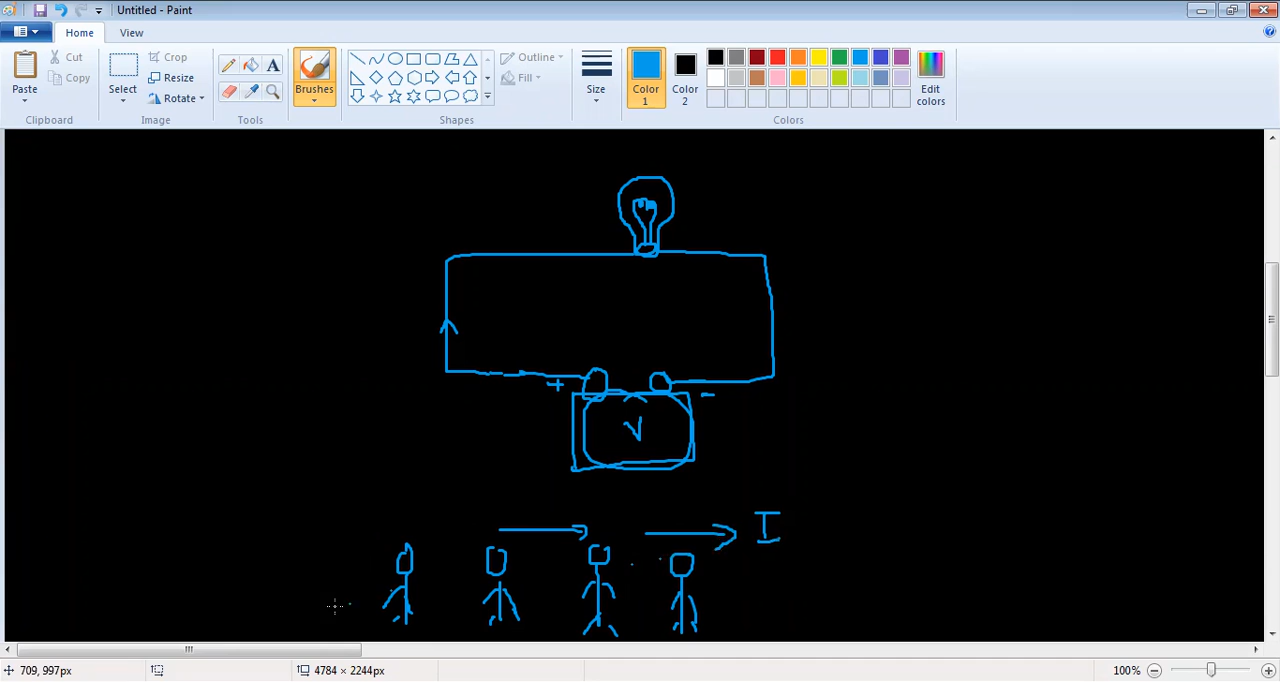 Untitled - Paint
Home View
Paste
Cut
Copy
Clipboard
Select
Crop
Resize
Rotate
Image
A
Tools
Brushes
Outline
Fill
Shapes
Size
Color 1
Color 2
Edit colors
Colors
+ -
V
I
709, 997px
4784 × 2244px
100%